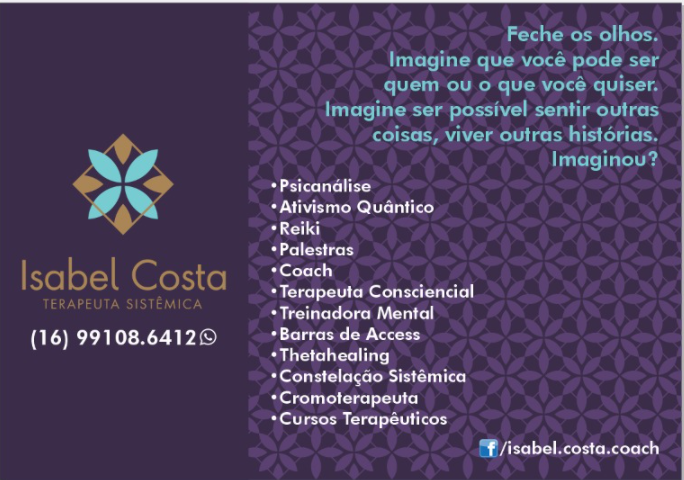 Feche os olhos.
Imagine que você pode ser
quem ou o que você quiser.
Imagine ser possível sentir outras
coisas, viver outras histórias.
Imaginou?
Isabel Costa
TERAPEUTA SISTÊMICA
(16) 99108.6412
•Psicanálise
•Ativismo Quântico
•Reiki
•Palestras
•Coach
•Terapeuta Consciencial
•Treinadora Mental
•Barras de Access
•Thetahealing
•Constelação Sistêmica
•Cromoterapeuta
•Cursos Terapêuticos
f/isabel.costa.coach